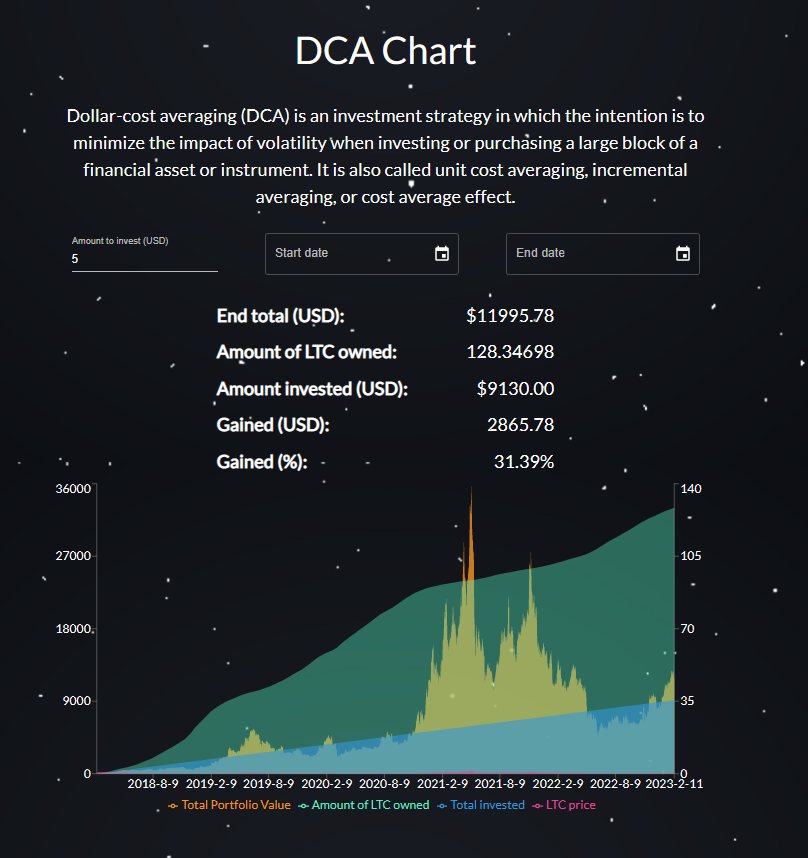 DCA Chart
Dollar-cost averaging (DCA) is an investment strategy in which the intention is to
minimize the impact of volatility when investing or purchasing a large block of a
financial asset or instrument. It is also called unit cost averaging, incremental
averaging, or cost average effect.
Amount to invest (USD)
5
Start date
End date
End total (USD): $11995.78
Amount of LTC owned: 128.34698
Amount invested (USD): $9130.00
Gained (USD): 2865.78
Gained (%): 31.39%
36000 140
27000 105
18000 70
9000 35
0 0
2018-8-9 2019-2-9 2019-8-9 2020-2-9 2020-8-9 2021-2-9 2021-8-9 2022-2-9 2022-8-9 2023-2-11
Total Portfolio Value Amount of LTC owned Total invested LTC price